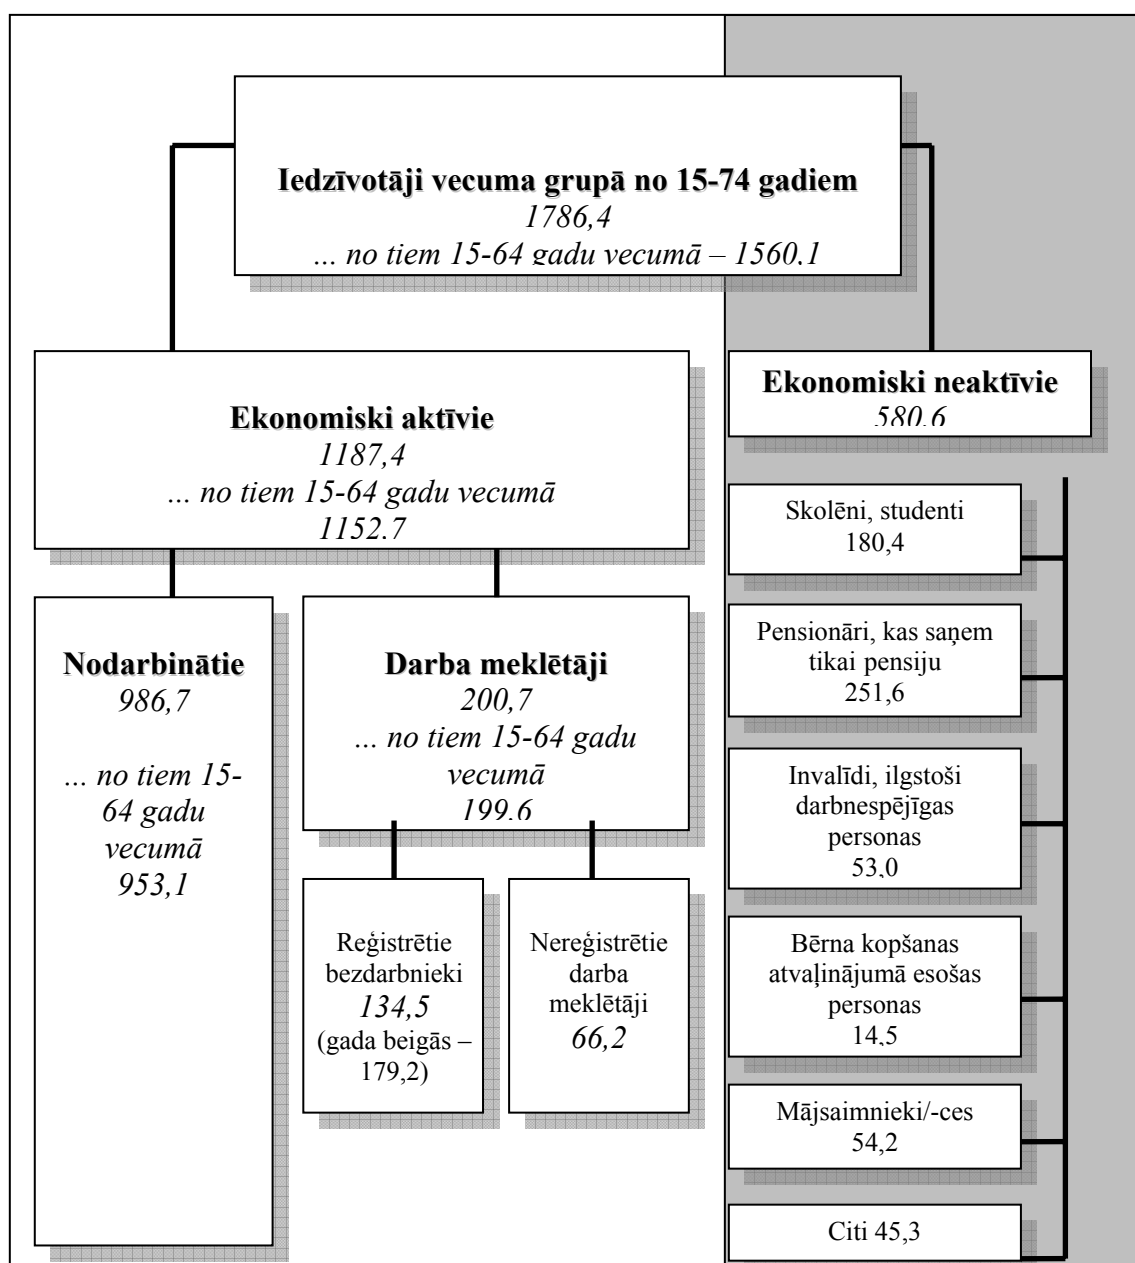 Iedzīvotāji vecuma grupā no 15-74 gadiem
1786,4
... no tiem 15-64 gadu vecumā – 1560,1
Ekonomiski aktīvie
1187,4
... no tiem 15-64 gadu vecumā
1152.7
Nodarbinātie
986,7
... no tiem 15-
64 gadu
vecumā
953,1
Darba meklētāji
200,7
... no tiem 15-64 gadu
vecumā
199.6
Reģistrētie
bezdarbnieki
134,5
(gada beigās –
179,2)
Nereģistrētie
darba
meklētāji
66,2
Ekonomiski neaktīvie
580,6
Skolēni, studenti
180,4
Pensionāri, kas saņem
tikai pensiju
251,6
Invalīdi, ilgstoši
darbnespējīgas
personas
53,0
Bērna kopšanas
atvaļinājumā esošas
personas
14,5
Mājsaimnieki/-ces
54,2
Citi 45,3